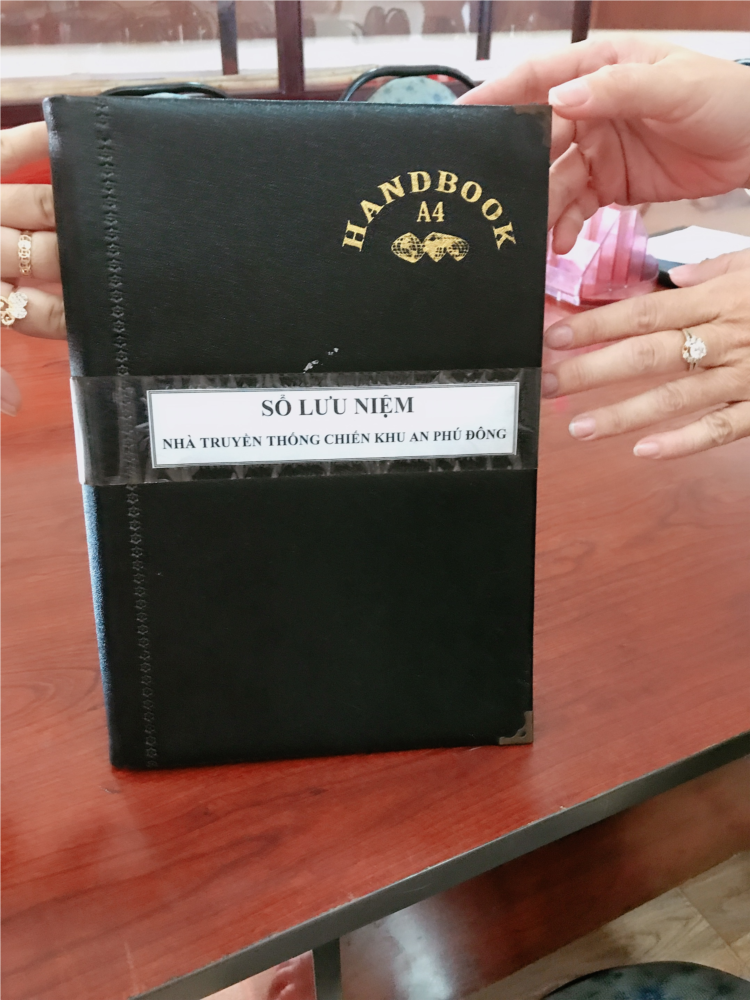 HANDBOOK
A4
SỔ LƯU NIỆM
NHÀ TRUYỀN THỐNG CHIẾN KHU AN PHÚ ĐÔNG